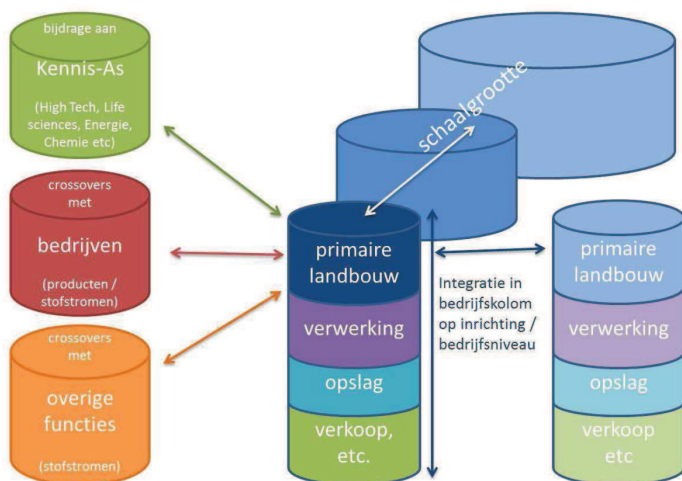 bijdrage aan
Kennis-As
(High Tech, Life
sciences, Energie,
Chemie etc)
crossovers
met
bedrijven
(producten /
stofstromen)
crossovers
met
overige
functies
(stofstromen)
schaalgrootte
primaire
landbouw
verwerking
opslag
verkoop,
etc.
Integratie in
bedrijfskolom
op inrichting /
bedrijfsniveau
primaire
landbouw
verwerking
opslag
verkoop
etc